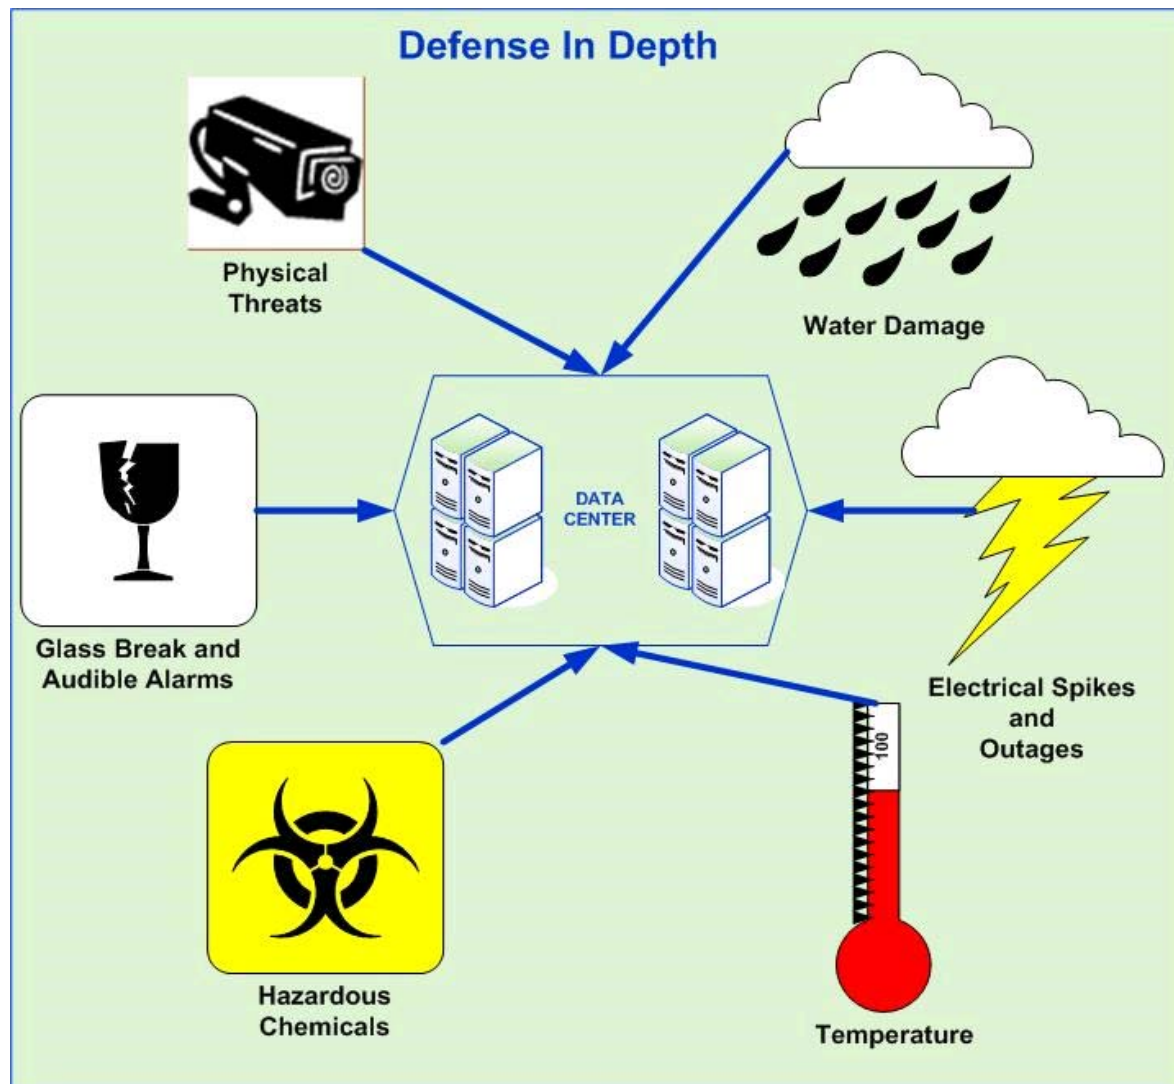 Defense In Depth
Physical
Threats
Water Damage
DATA
CENTER
Glass Break and
Audible Alarms
Electrical Spikes
and
Outages
100
Hazardous
Chemicals
Temperature